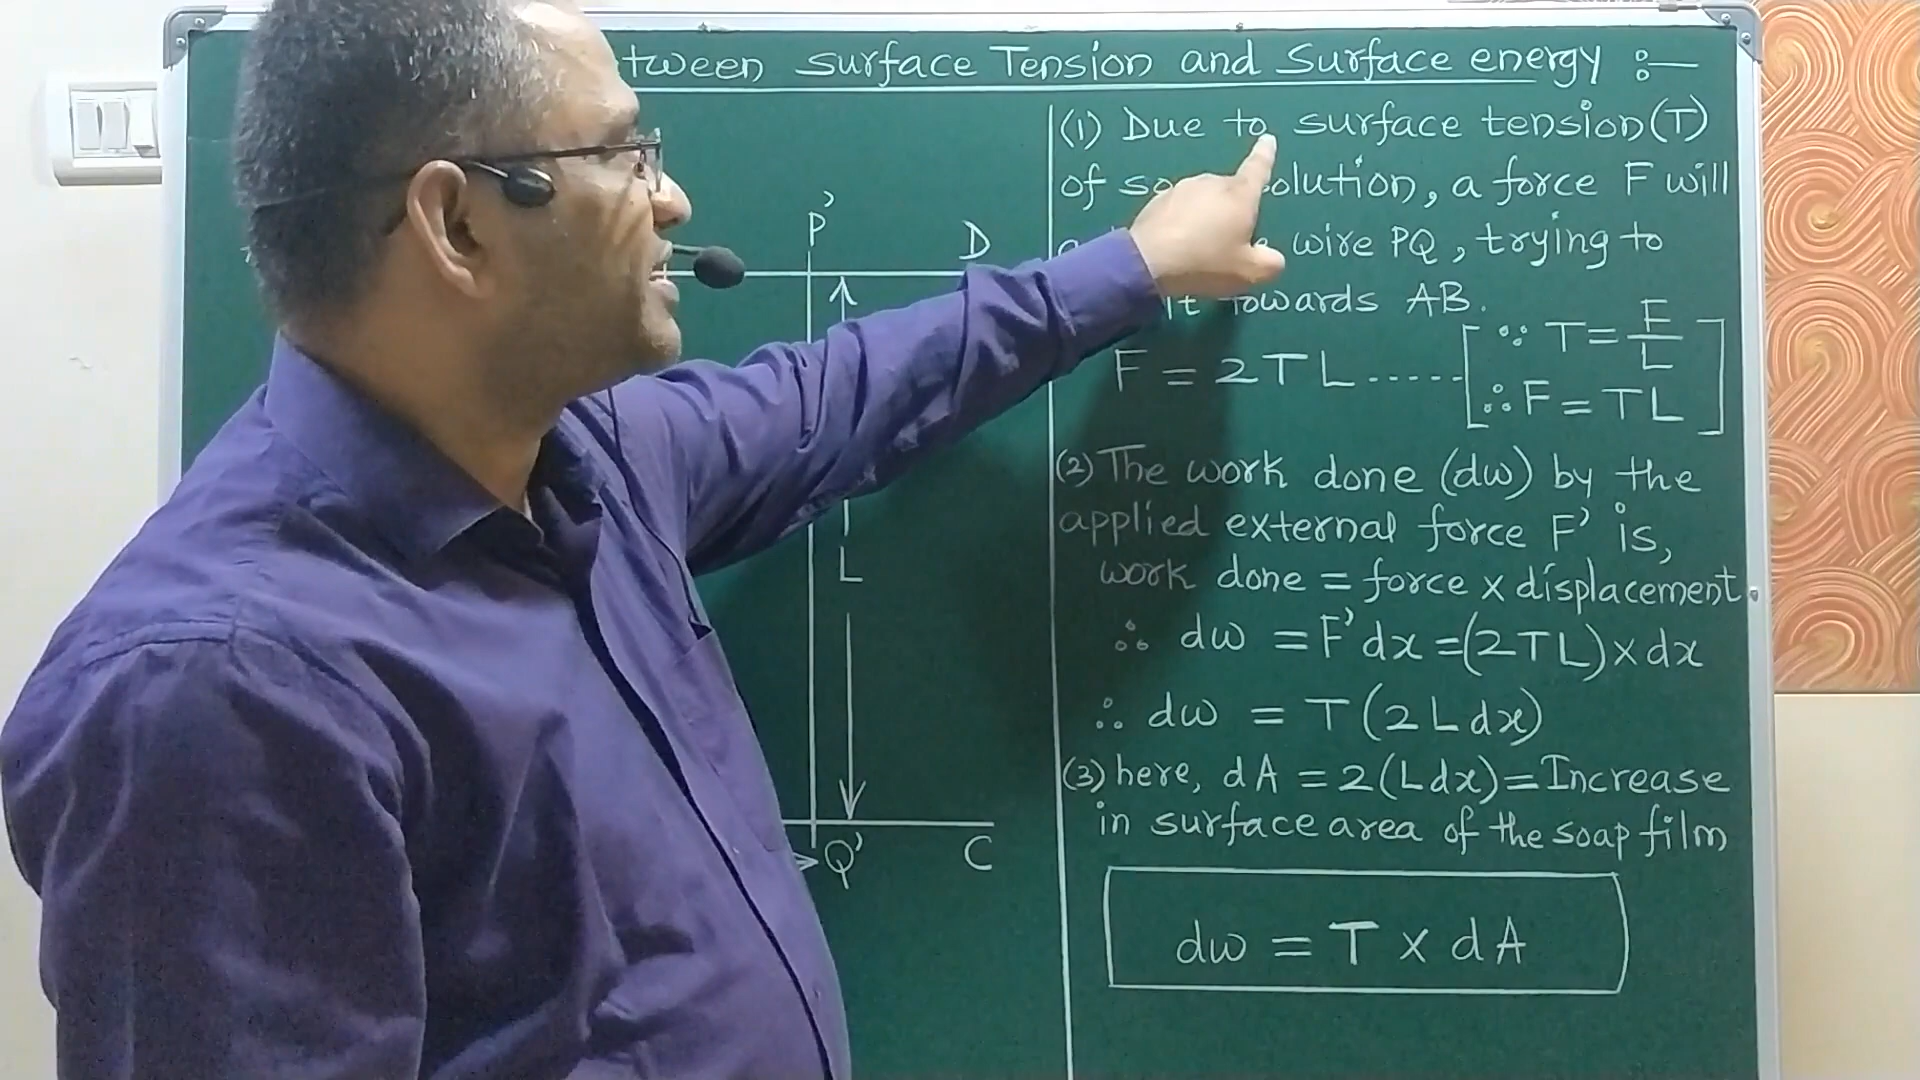 tween surface Tension and Surface energy :—
P'
D
L
Q'
C
(1) Due to surface tension(T)
of solution, a force F will
wire PQ, trying to
it towards AB.
F = 2TL.....[∵ T = F/L
∴ F = TL]
(2) The work done (dw) by the
applied external force F' is,
work done = force x displacement
∴ dw = F'dx = (2TL) x dx
∴ dw = T(2Ldx)
(3) here, dA = 2(Ldx) = Increase
in surface area of the soap film
dw = T x dA